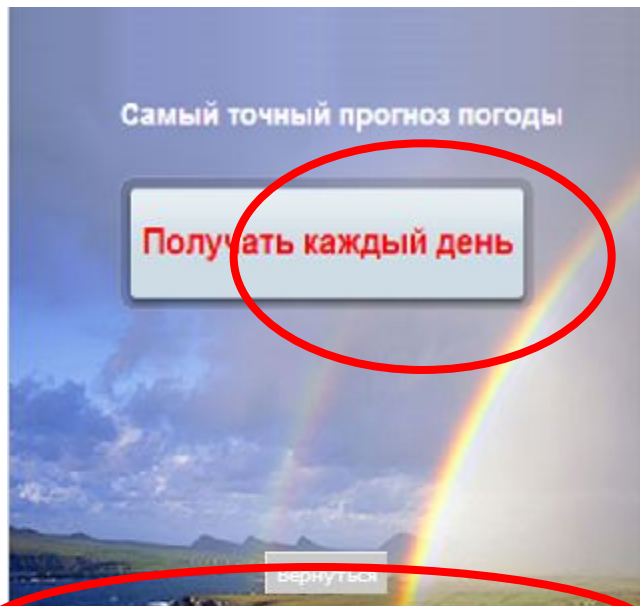 Самый точный прогноз погоды
Получать каждый день
Вернуться